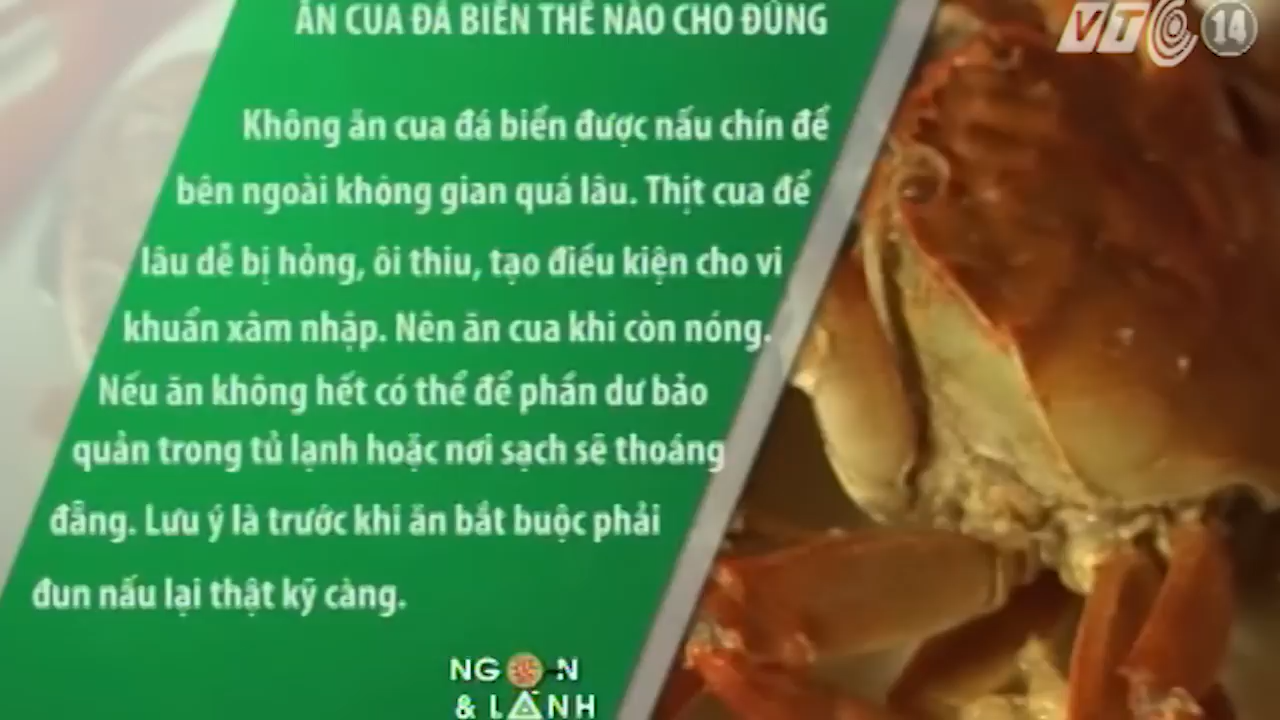 ĂN CUA ĐÁ BIỂN THẾ NÀO CHO ĐÚNG
VTC 14
Không ăn cua đá biển được nấu chín để
bên ngoài không gian quá lâu. Thịt cua để
lâu dễ bị hỏng, ôi thiu, tạo điều kiện cho vi
khuẩn xâm nhập. Nên ăn cua khi còn nóng.
Nếu ăn không hết có thể để phần dư bảo
quản trong tủ lạnh hoặc nơi sạch sẽ thoáng
đãng. Lưu ý là trước khi ăn bắt buộc phải
đun nấu lại thật kỹ càng.
NGON
& LÀNH